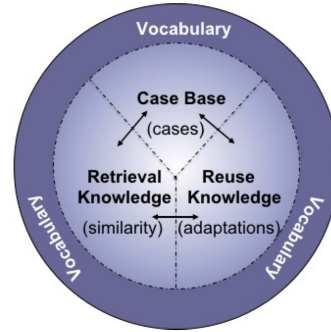 Vocabulary
Case Base
(cases)
Retrieval
Knowledge
(similarity)
Reuse
Knowledge
(adaptations)
Vocabulary
Vocabulary